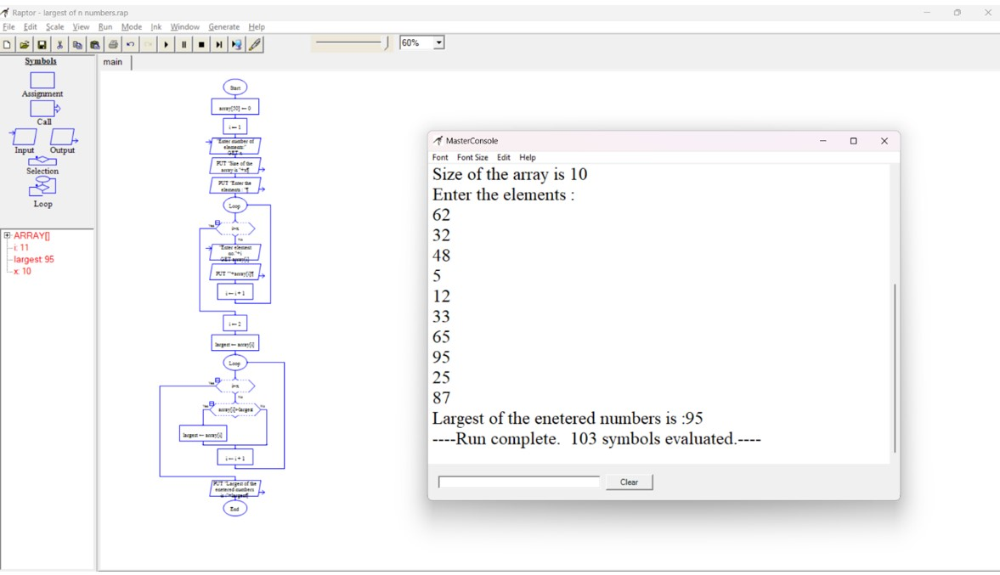 Raptor - largest of n numbers.rap
File Edit Scale View Run Mode Ink Window Generate Help
60%
Symbols
Assignment
Call
Input Output
Selection
Loop
ARRAY[]
i: 11
largest: 95
x: 10
main
Start
array[20] ← 0
i ← 1
"Enter number of
elements:"
GET x
PUT "Size of the
array is "+x¶
PUT "Enter the
elements : "¶
Loop
Yes
No
"Enter element
no:"+i
GET array[i]
PUT ""+array[i]¶
i ← i + 1
i ← 2
largest ← array[i]
Loop
Yes
No
Yes array[i]>largest No
largest ← array[i]
i ← i + 1
PUT "Largest of the
enetered numbers
is :"+largest¶
End
MasterConsole
Font Font Size Edit Help
Size of the array is 10
Enter the elements :
62
32
48
5
12
33
65
95
25
87
Largest of the enetered numbers is :95
----Run complete.  103 symbols evaluated.----
Clear